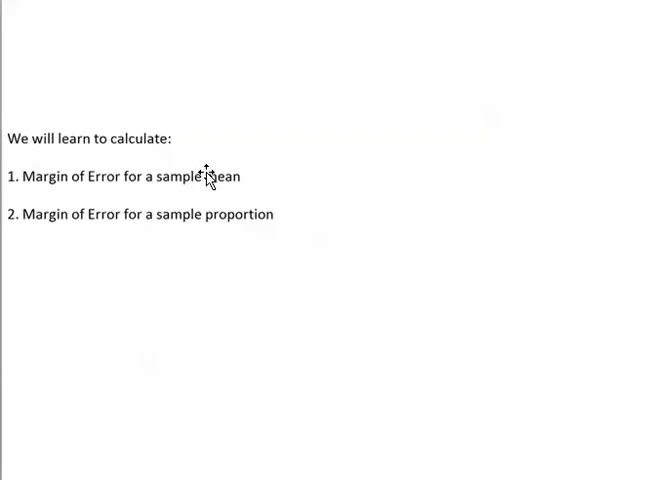 We will learn to calculate:
1. Margin of Error for a sample mean
2. Margin of Error for a sample proportion